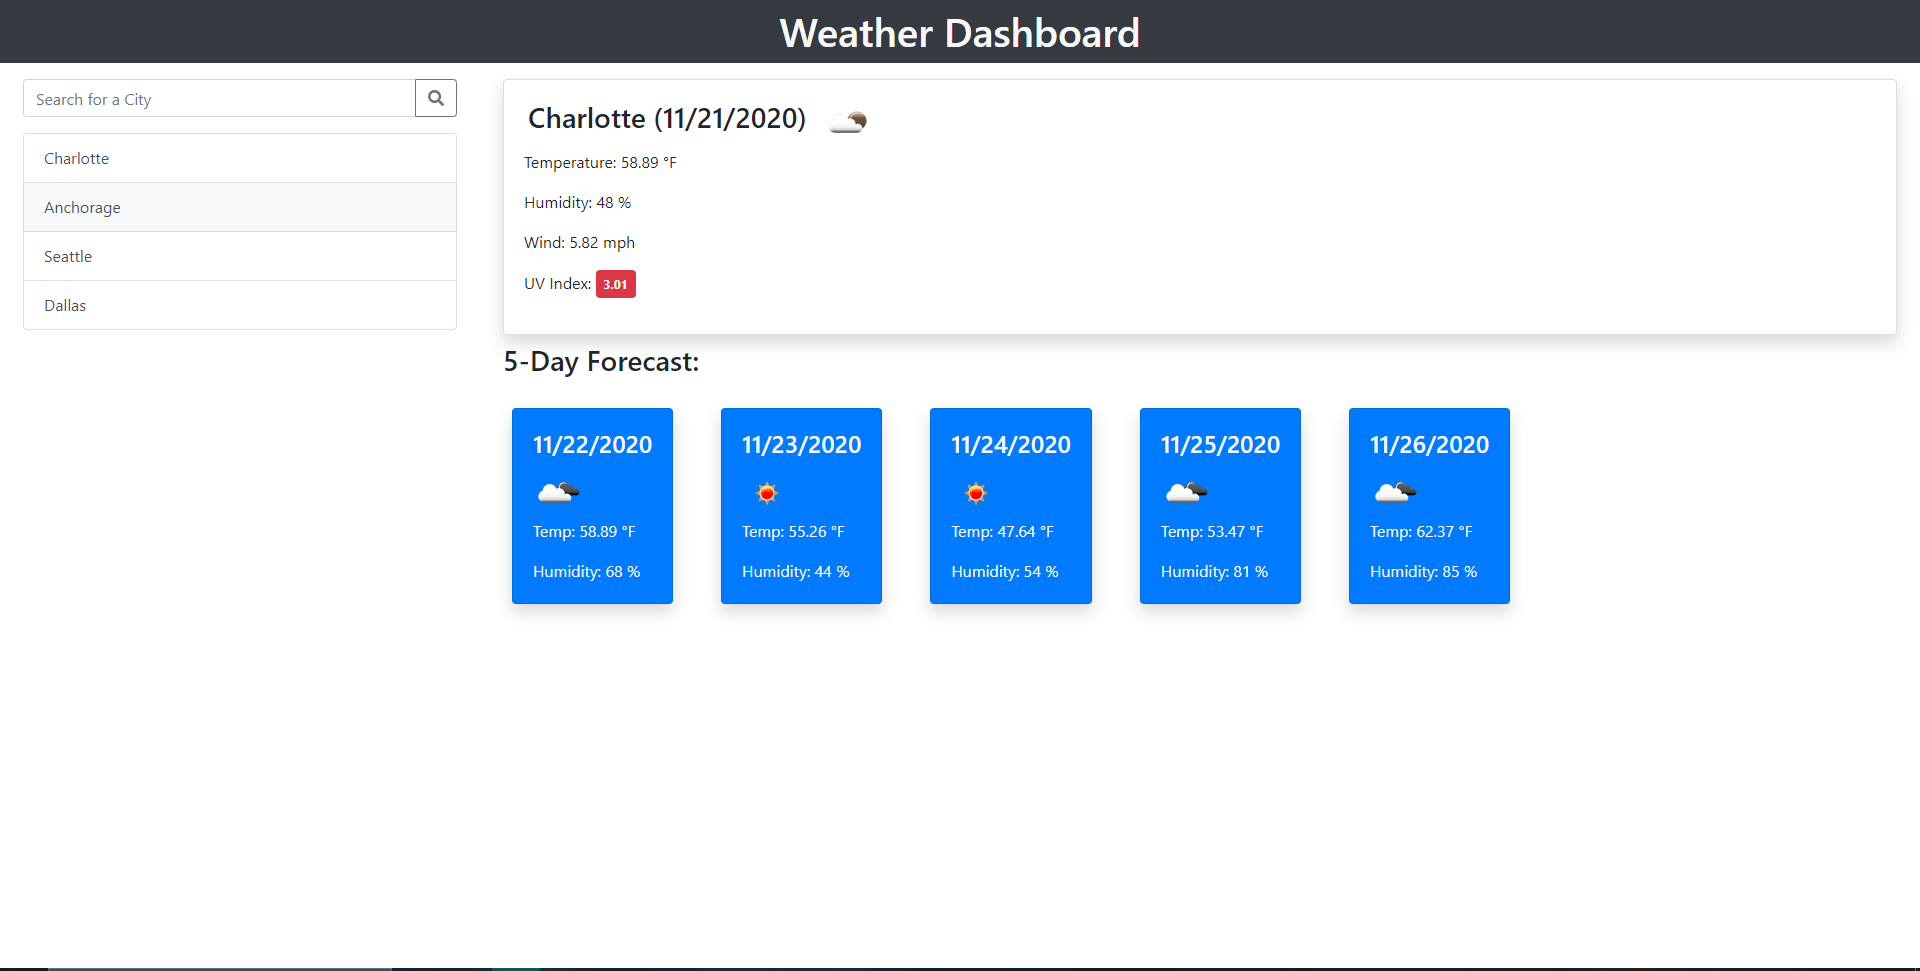 Weather Dashboard
Search for a City
Charlotte
Anchorage
Seattle
Dallas
Charlotte (11/21/2020)
Temperature: 58.89 °F
Humidity: 48 %
Wind: 5.82 mph
UV Index: 3.01
5-Day Forecast:
11/22/2020
Temp: 58.89 °F
Humidity: 68 %
11/23/2020
Temp: 55.26 °F
Humidity: 44 %
11/24/2020
Temp: 47.64 °F
Humidity: 54 %
11/25/2020
Temp: 53.47 °F
Humidity: 81 %
11/26/2020
Temp: 62.37 °F
Humidity: 85 %